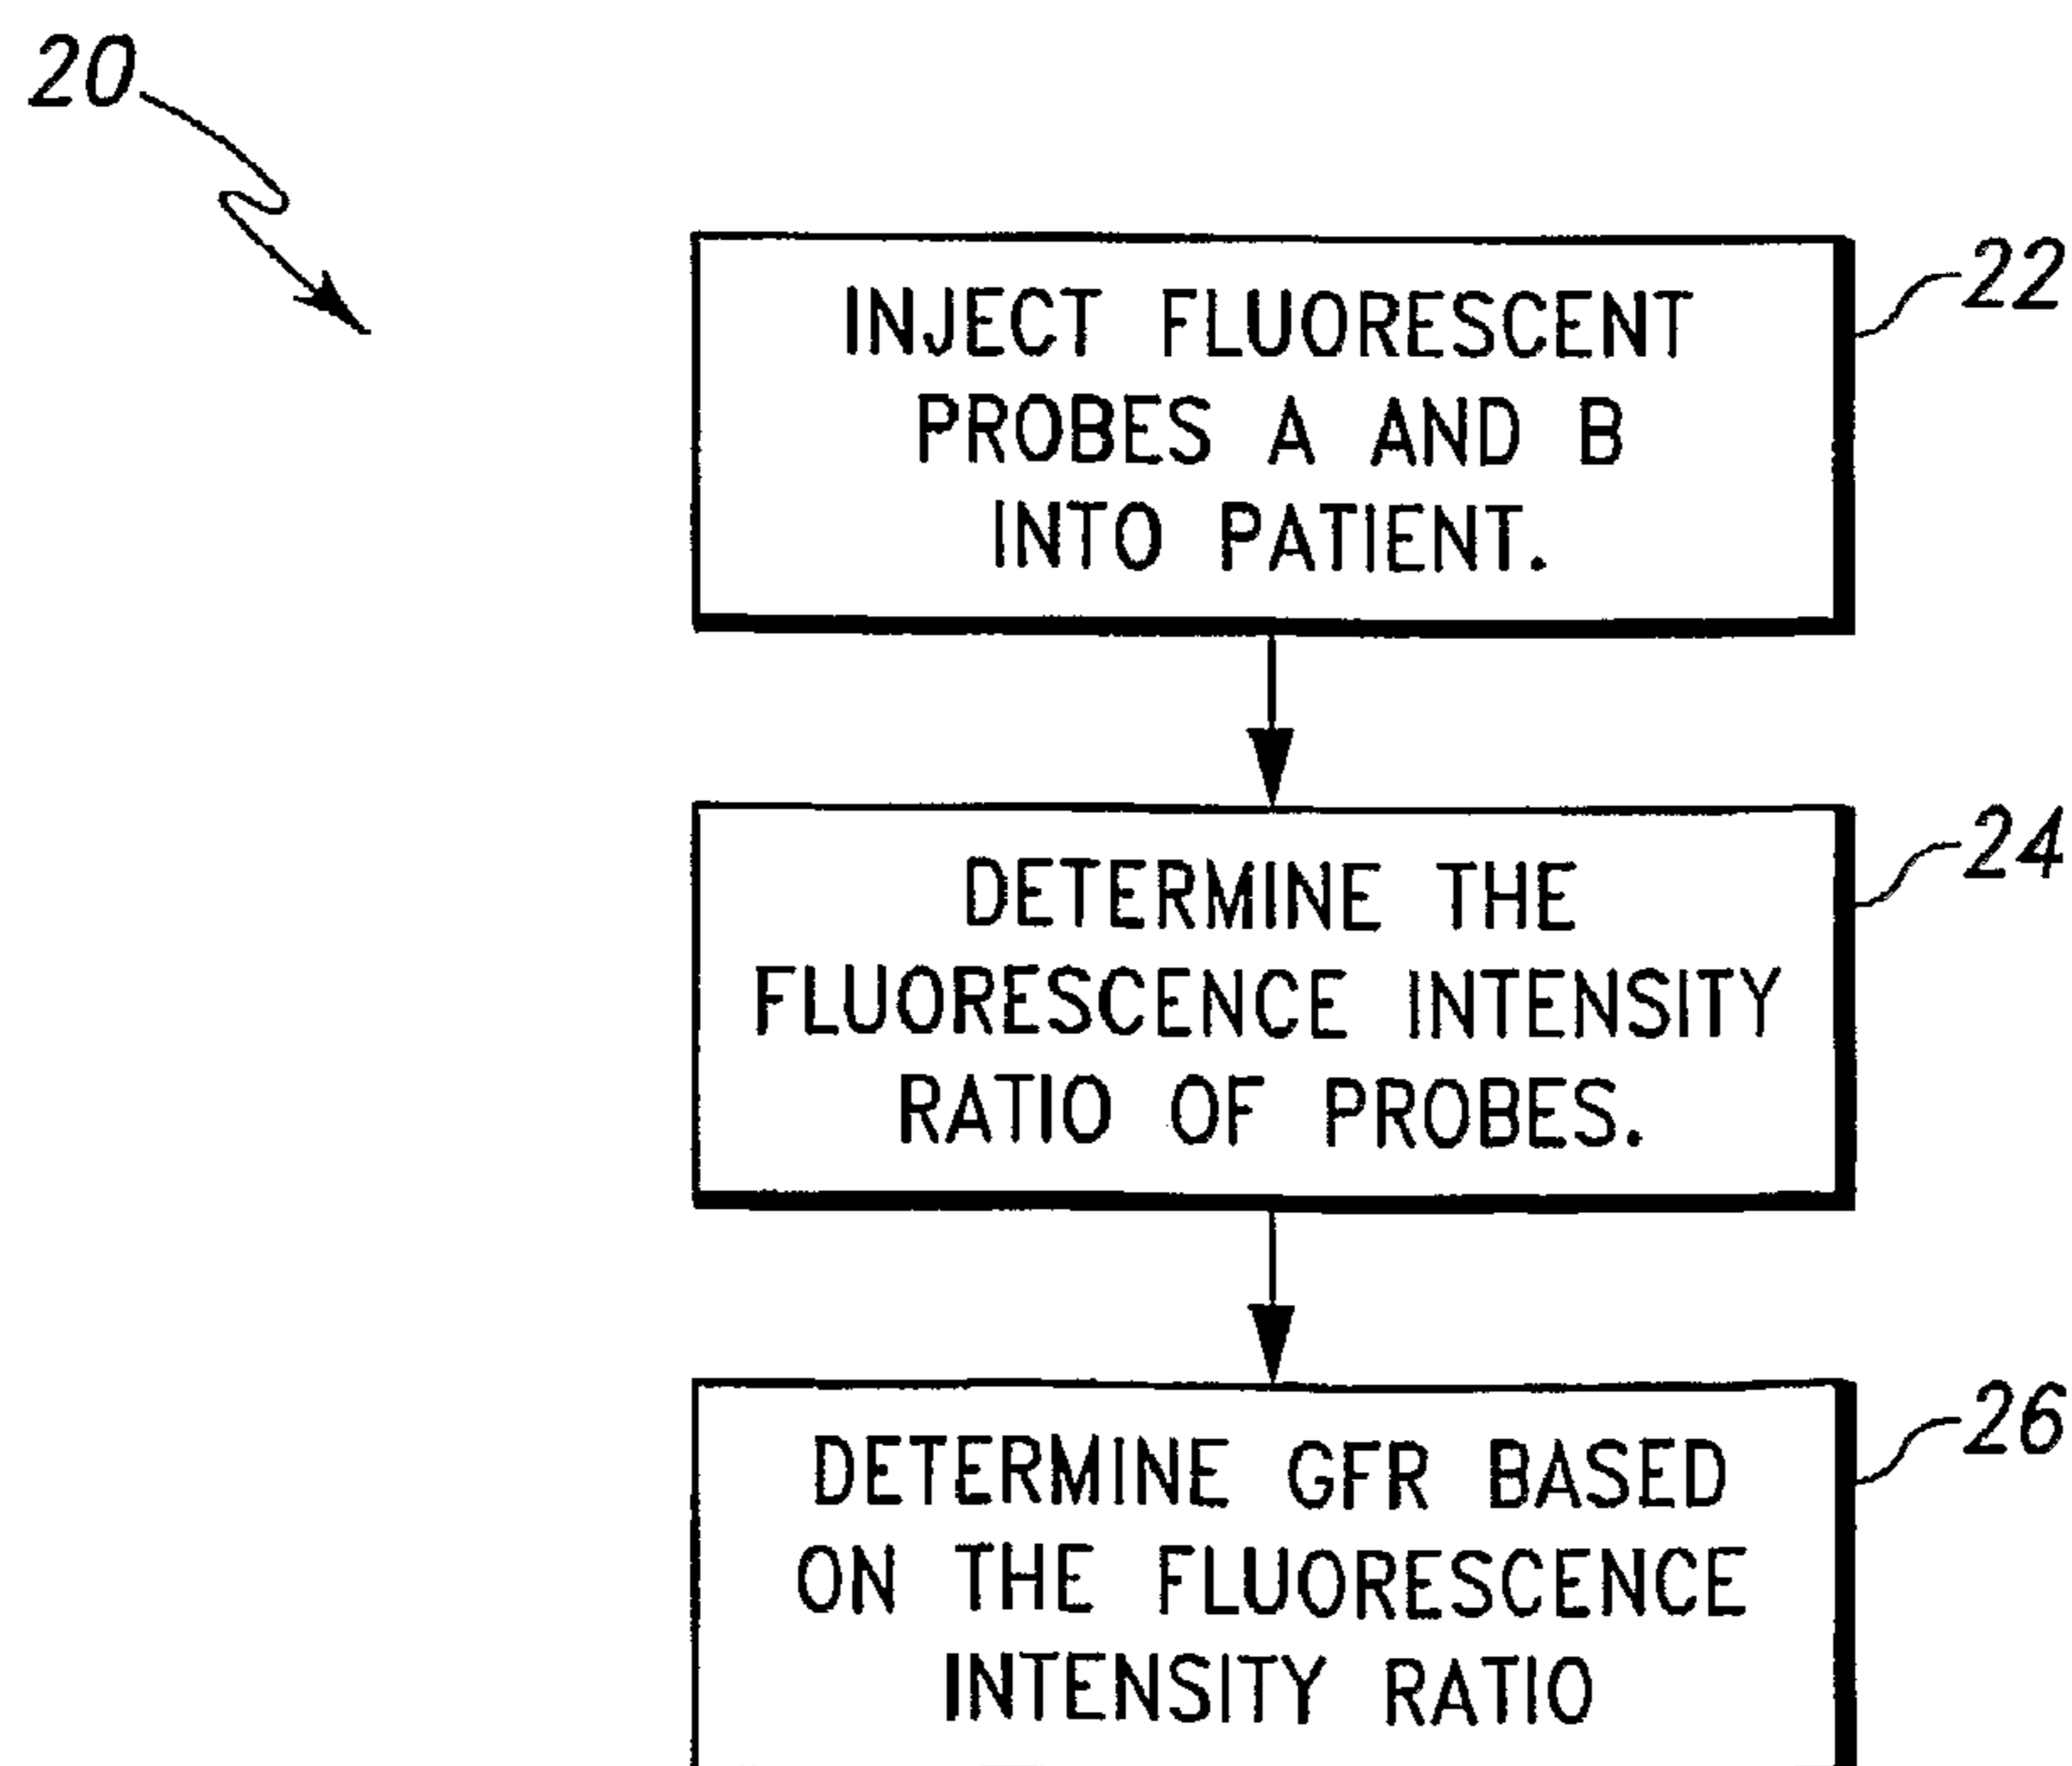 20
22
INJECT FLUORESCENT
PROBES A AND B
INTO PATIENT.
24
DETERMINE THE
FLUORESCENCE INTENSITY
RATIO OF PROBES.
26
DETERMINE GFR BASED
ON THE FLUORESCENCE
INTENSITY RATIO